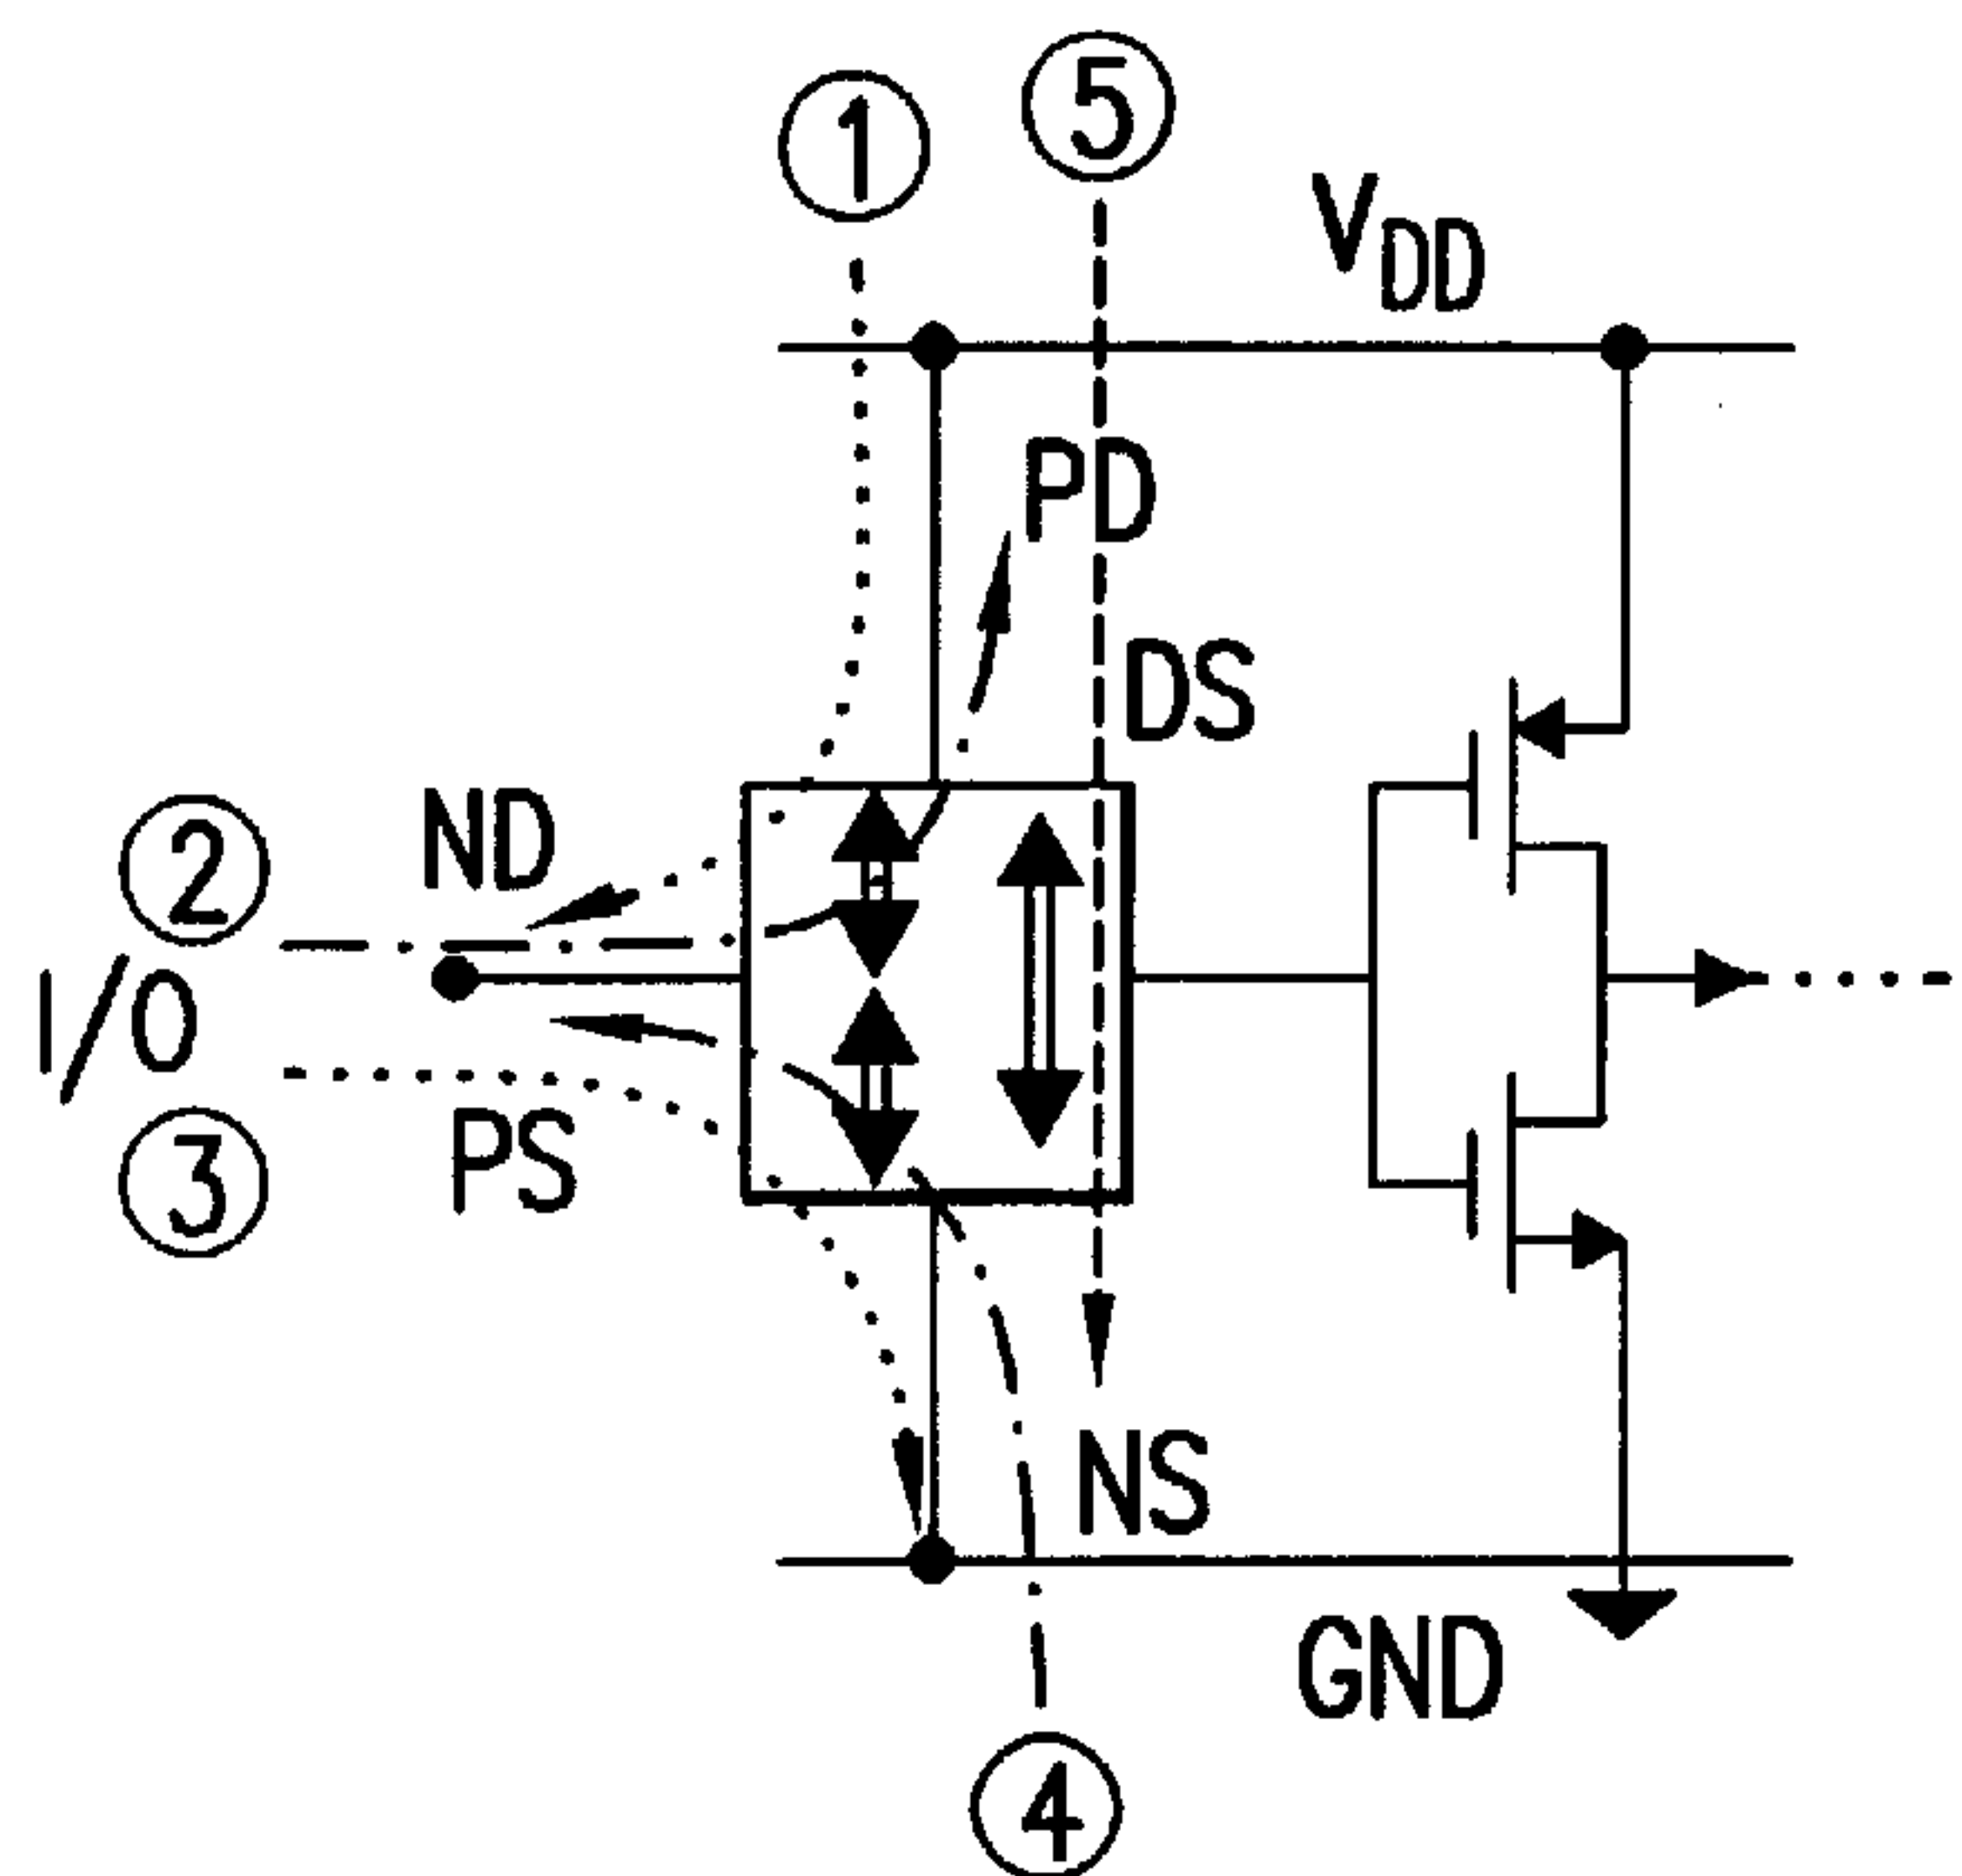 ①
⑤
VDD
PD
DS
②
ND
I/O
③
PS
NS
GND
④